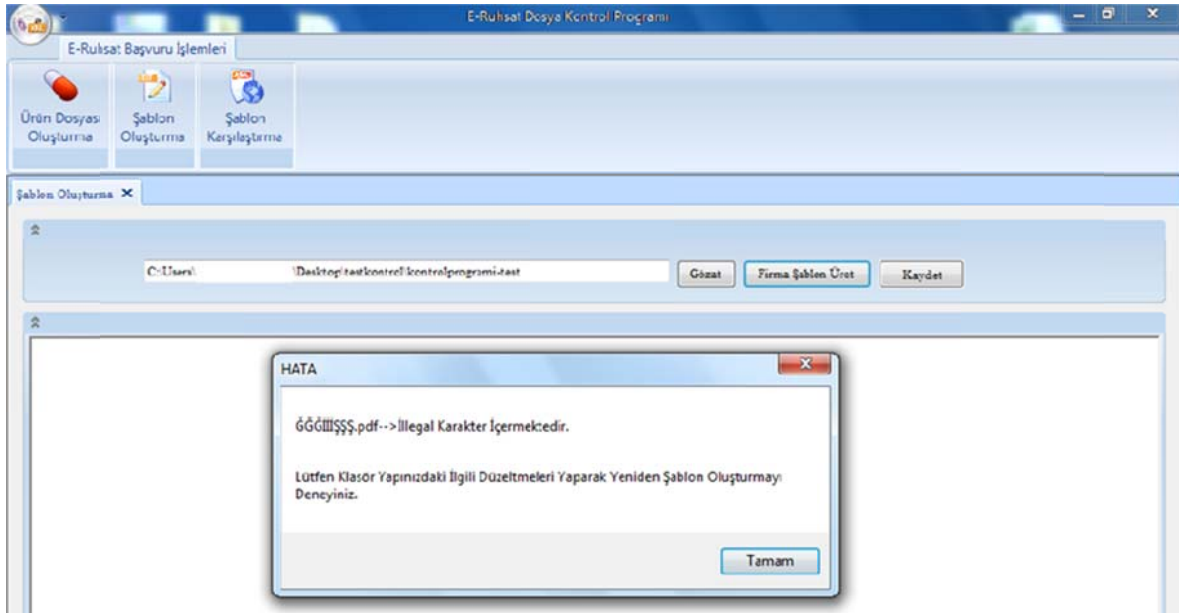 E-Ruhsat Dosya Kontrol Programı
E-Ruhsat Başvuru İşlemleri
Ürün Dosyası
Oluşturma
Şablon
Oluşturma
Şablon
Karşılaştırma
Şablon Oluşturma
C:\Users\ \Desktop\testkontrol\kontrolprogrami-test
Gözat
Firma Şablon Üret
Kaydet
HATA
ĞĞĞİİİŞŞŞ.pdf-->İllegal Karakter İçermektedir.
Lütfen Klasör Yapınızdaki İlgili Düzeltmeleri Yaparak Yeniden Şablon Oluşturmayı
Deneyiniz.
Tamam